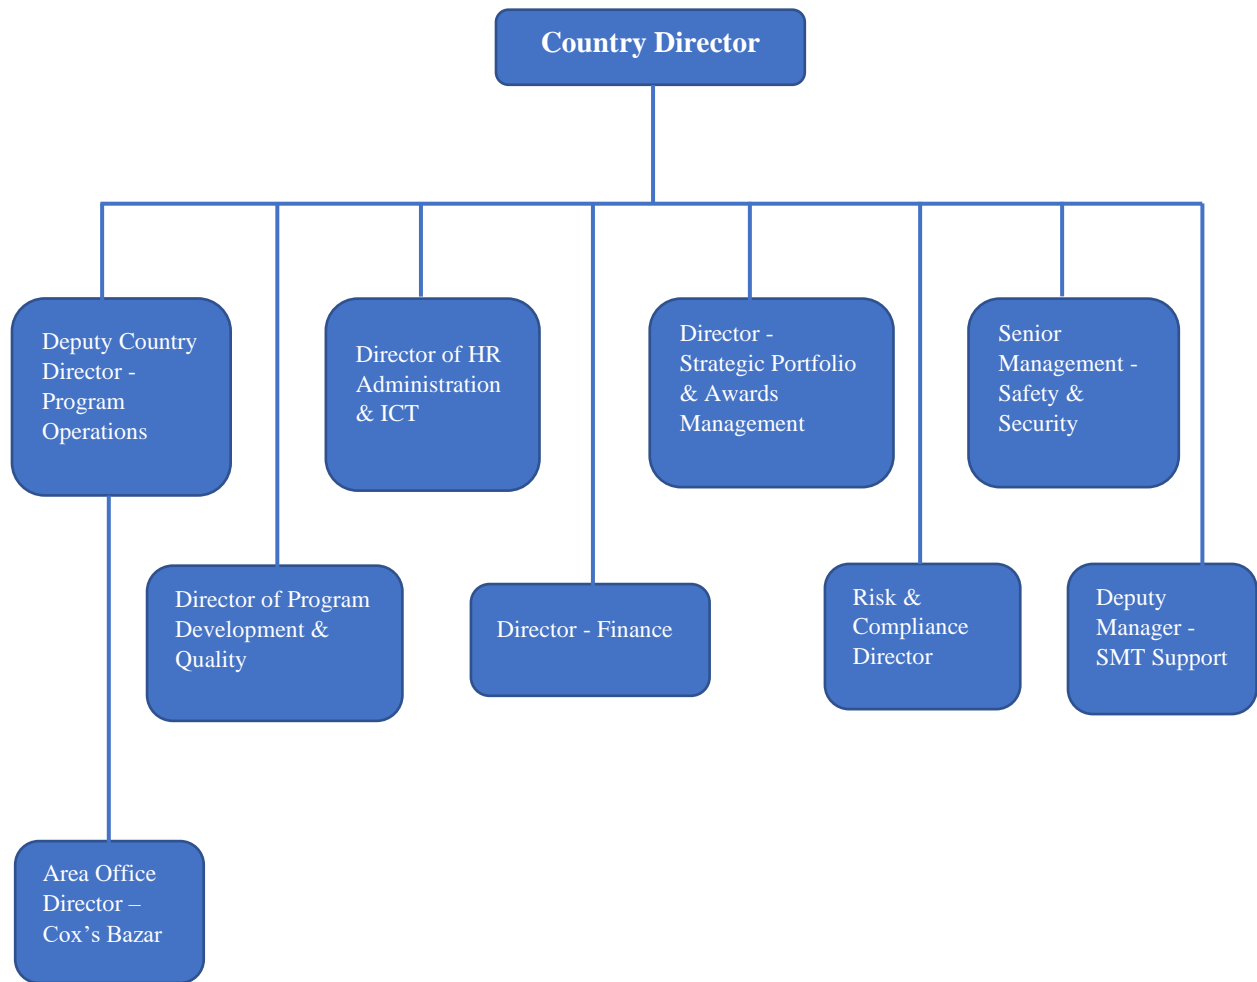 Country Director
Deputy Country
Director -
Program
Operations
Director of HR
Administration
& ICT
Director -
Strategic Portfolio
& Awards
Management
Senior
Management -
Safety &
Security
Director of Program
Development &
Quality
Director - Finance
Risk &
Compliance
Director
Deputy
Manager -
SMT Support
Area Office
Director –
Cox’s Bazar